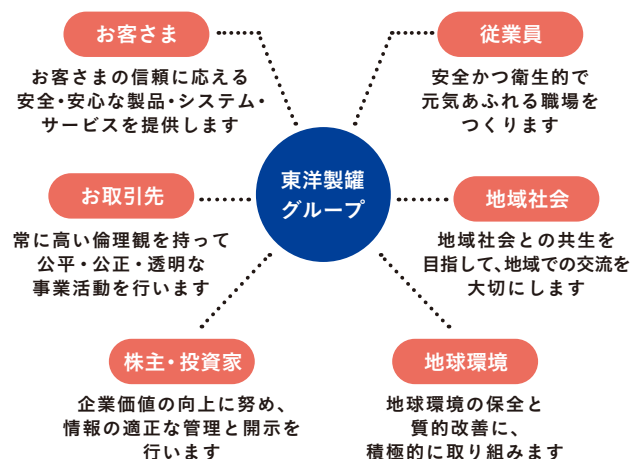 お客さま
お客さまの信頼に応える
安全・安心な製品・システム・
サービスを提供します
従業員
安全かつ衛生的で
元気あふれる職場を
つくります
東洋製罐
グループ
お取引先
常に高い倫理観を持って
公平・公正・透明な
事業活動を行います
地域社会
地域社会との共生を
目指して、地域での交流を
大切にします
株主・投資家
企業価値の向上に努め、
情報の適正な管理と開示を
行います
地球環境
地球環境の保全と
質的改善に、
積極的に取り組みます